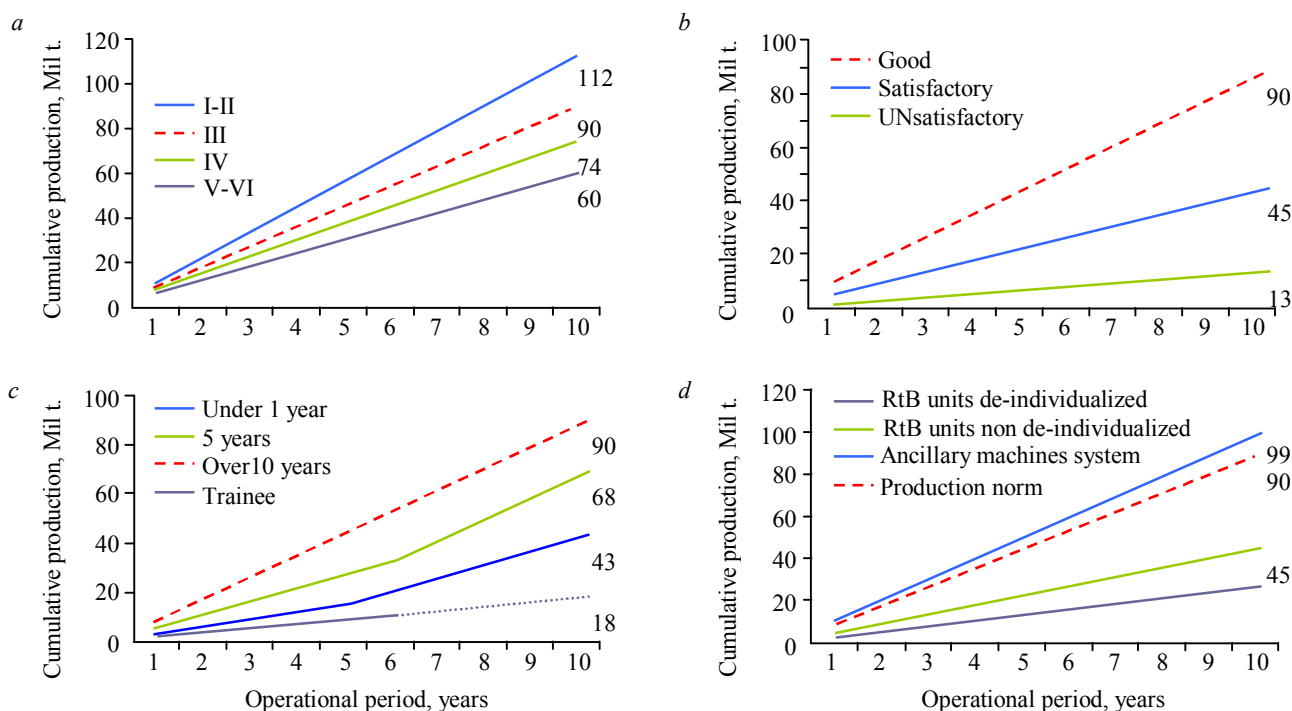 a
Cumulative production, Mil t.
120
100
80
60
40
20
0
I-II
III
IV
V-VI
112
90
74
60
1 2 3 4 5 6 7 8 9 10
b
Cumulative production, Mil t.
100
80
60
40
20
0
Good
Satisfactory
UNsatisfactory
90
45
13
1 2 3 4 5 6 7 8 9 10
c
Cumulative production, Mil t.
100
80
60
40
20
0
Under 1 year
5 years
Over10 years
Trainee
90
68
43
18
1 2 3 4 5 6 7 8 9 10
Operational period, years
d
Cumulative production, Mil t.
120
100
80
60
40
20
0
RtB units de-individualized
RtB units non de-individualized
Ancillary machines system
Production norm
99
90
45
1 2 3 4 5 6 7 8 9 10
Operational period, years